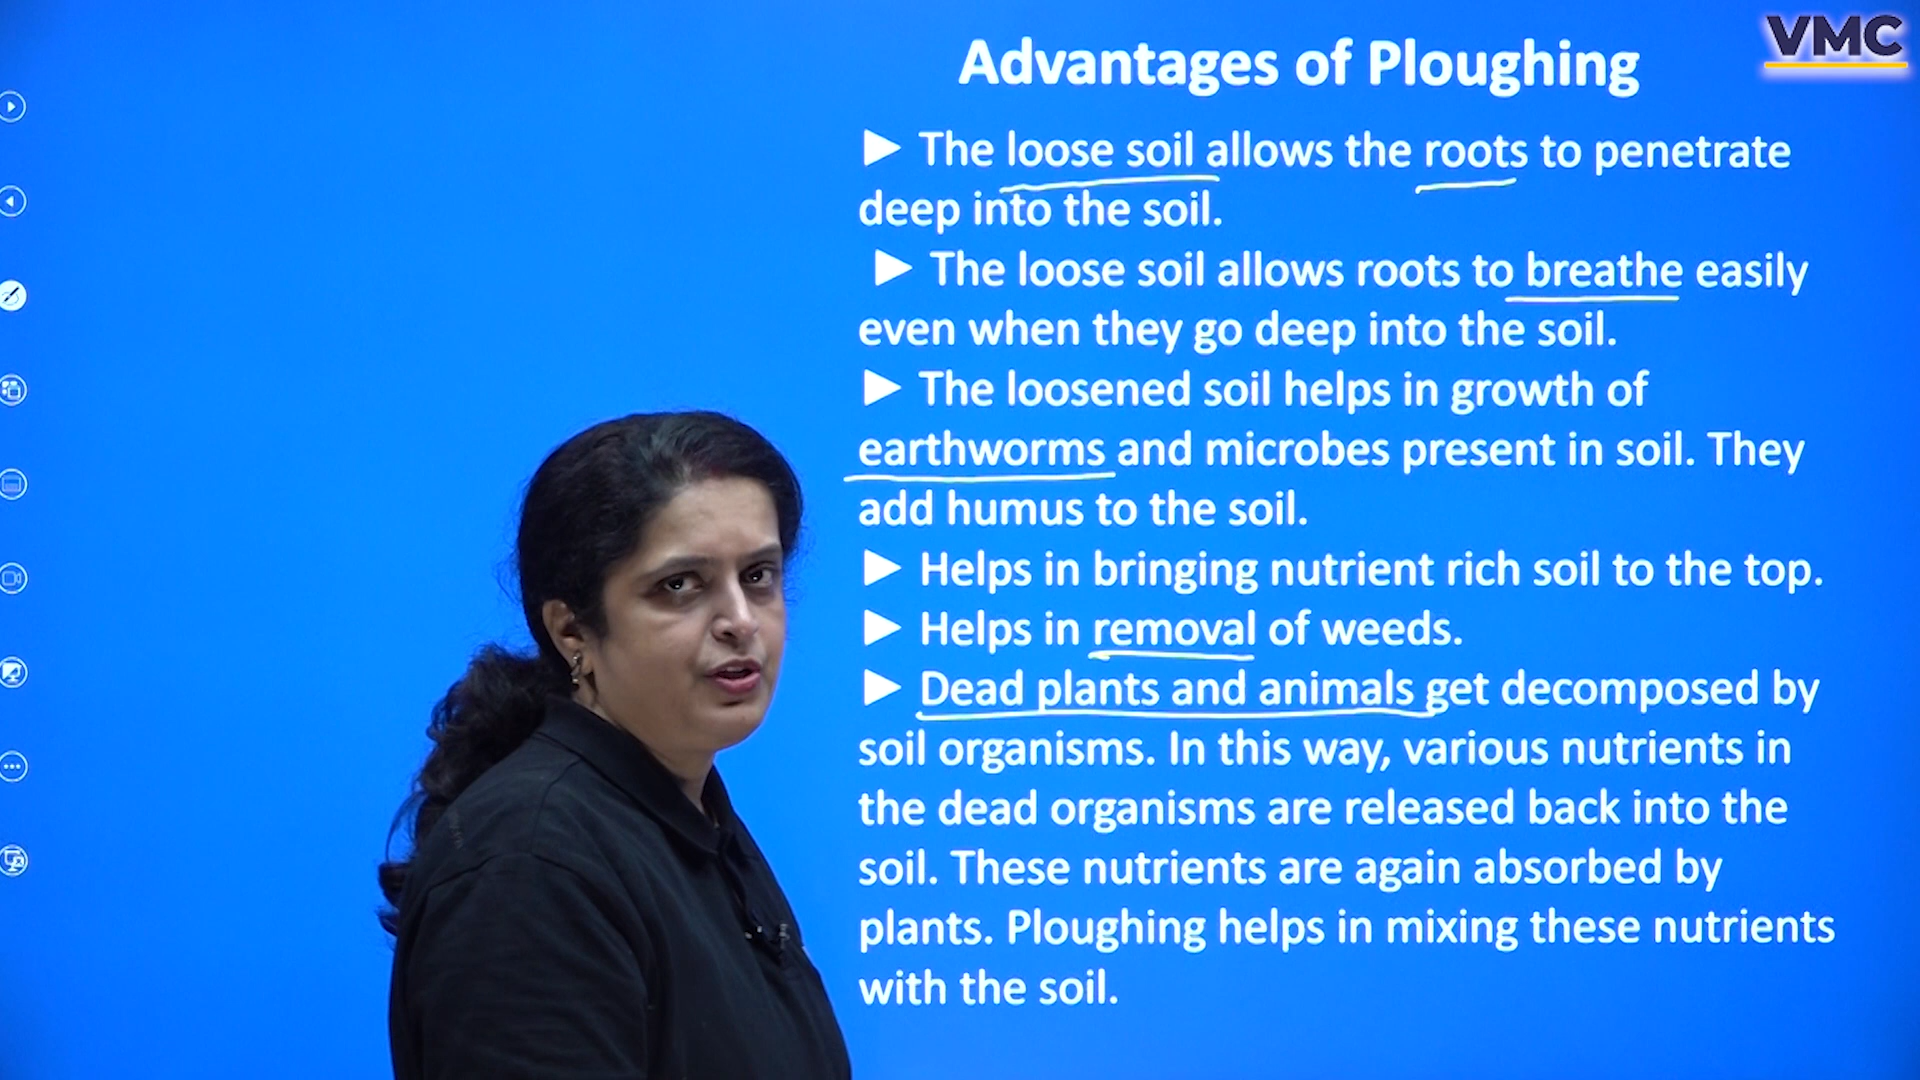 VMC
Advantages of Ploughing
► The loose soil allows the roots to penetrate
deep into the soil.
► The loose soil allows roots to breathe easily
even when they go deep into the soil.
► The loosened soil helps in growth of
earthworms and microbes present in soil. They
add humus to the soil.
► Helps in bringing nutrient rich soil to the top.
► Helps in removal of weeds.
► Dead plants and animals get decomposed by
soil organisms. In this way, various nutrients in
the dead organisms are released back into the
soil. These nutrients are again absorbed by
plants. Ploughing helps in mixing these nutrients
with the soil.